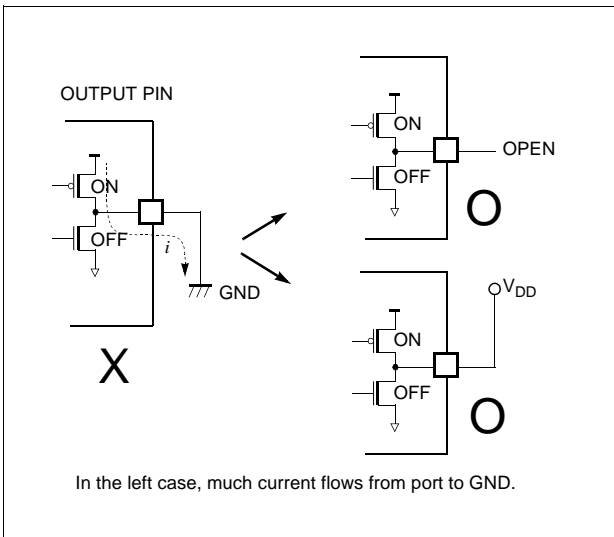 OUTPUT PIN
ON
OFF
i
GND
X
ON
OFF
OPEN
O
ON
OFF
VDD
O
In the left case, much current flows from port to GND.